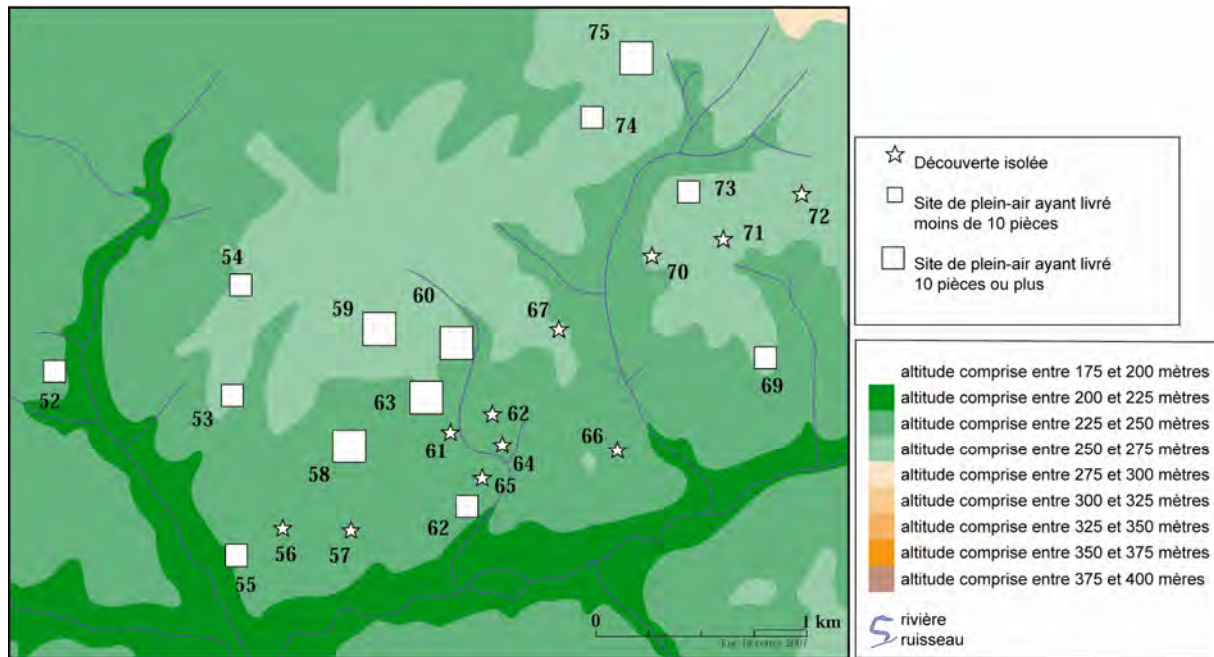 75
74
73
72
71
70
54
60
59
67
69
52
53
63
62
61
64
66
58
65
62
56
57
55
0
1 km
2007
Découverte isolée
Site de plein-air ayant livré
moins de 10 pièces
Site de plein-air ayant livré
10 pièces ou plus
altitude comprise entre 175 et 200 mètres
altitude comprise entre 200 et 225 mètres
altitude comprise entre 225 et 250 mètres
altitude comprise entre 250 et 275 mètres
altitude comprise entre 275 et 300 mètres
altitude comprise entre 300 et 325 mètres
altitude comprise entre 325 et 350 mètres
altitude comprise entre 350 et 375 mètres
altitude comprise entre 375 et 400 mères
rivière
ruisseau